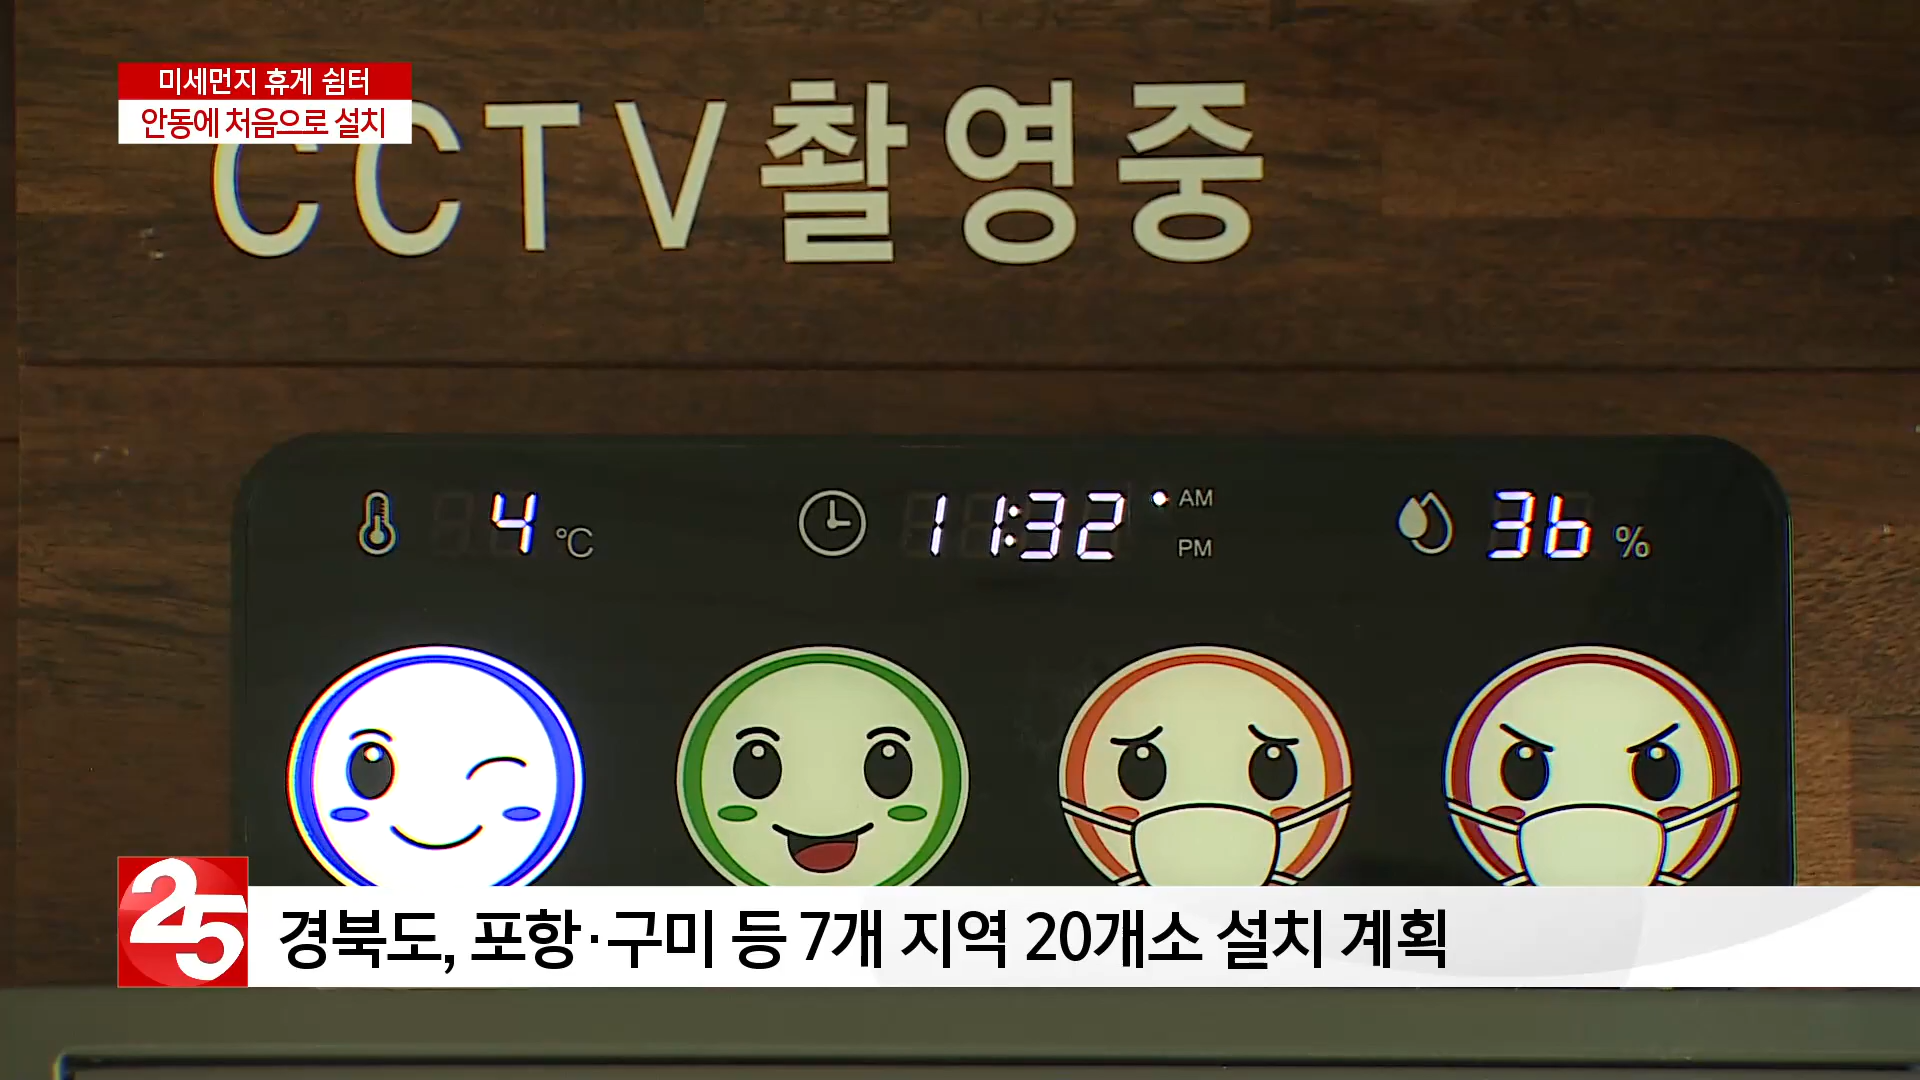 미세먼지 휴게 쉼터
안동에 처음으로 설치
CCTV촬영중
4 ℃
11:32 AM
PM
36 %
25
경북도, 포항·구미 등 7개 지역 20개소 설치 계획